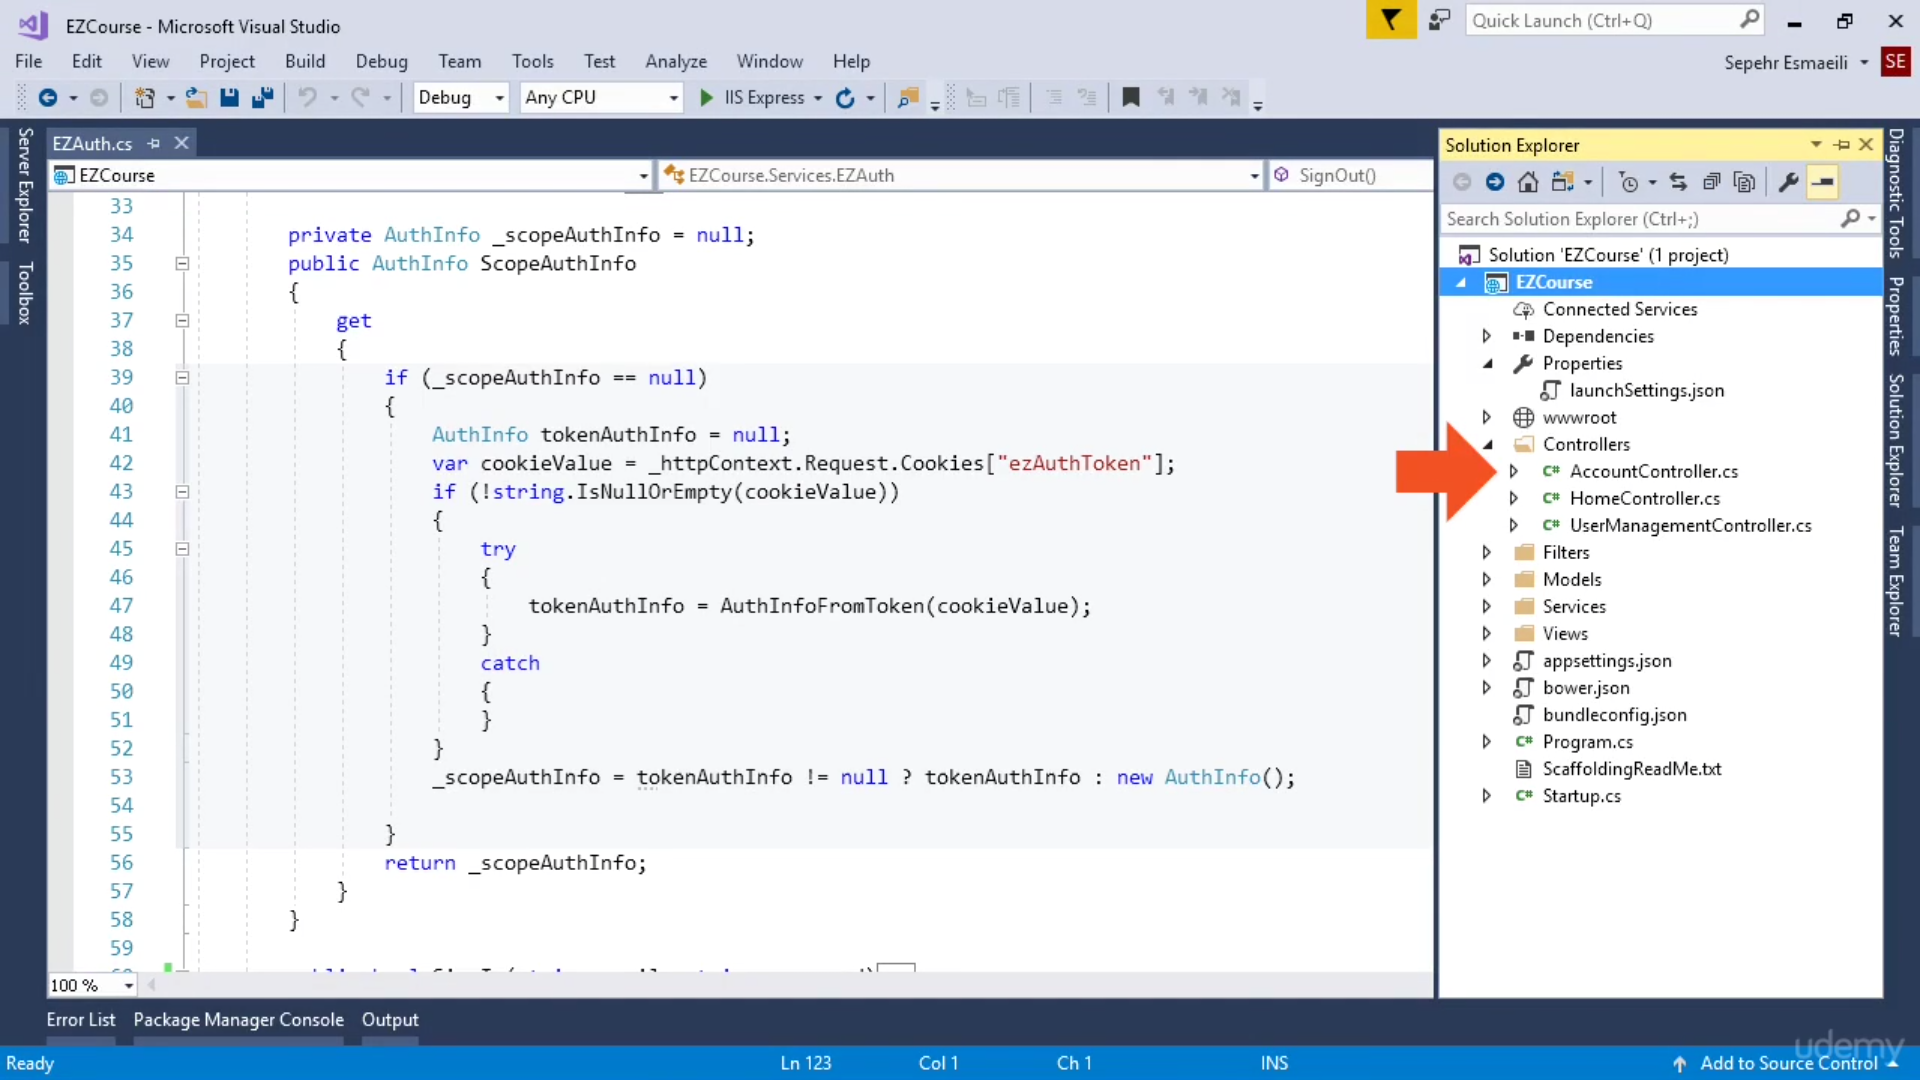 EZCourse - Microsoft Visual Studio
Quick Launch (Ctrl+Q)
File Edit View Project Build Debug Team Tools Test Analyze Window Help
Sepehr Esmaeili SE
Debug Any CPU IIS Express
Server Explorer
Toolbox
EZAuth.cs
EZCourse EZCourse.Services.EZAuth SignOut()
33
34 private AuthInfo _scopeAuthInfo = null;
35 public AuthInfo ScopeAuthInfo
36 {
37 get
38 {
39 if (_scopeAuthInfo == null)
40 {
41 AuthInfo tokenAuthInfo = null;
42 var cookieValue = _httpContext.Request.Cookies["ezAuthToken"];
43 if (!string.IsNullOrEmpty(cookieValue))
44 {
45 try
46 {
47 tokenAuthInfo = AuthInfoFromToken(cookieValue);
48 }
49 catch
50 {
51 }
52 }
53 _scopeAuthInfo = tokenAuthInfo != null ? tokenAuthInfo : new AuthInfo();
54
55 }
56 return _scopeAuthInfo;
57 }
58 }
59
100 %
Solution Explorer
Search Solution Explorer (Ctrl+;)
Solution 'EZCourse' (1 project)
EZCourse
Connected Services
Dependencies
Properties
launchSettings.json
wwwroot
Controllers
C# AccountController.cs
C# HomeController.cs
C# UserManagementController.cs
Filters
Models
Services
Views
appsettings.json
bower.json
bundleconfig.json
C# Program.cs
ScaffoldingReadMe.txt
C# Startup.cs
Diagnostic Tools
Properties
Solution Explorer
Team Explorer
Error List Package Manager Console Output
Ready Ln 123 Col 1 Ch 1 INS Add to Source Control
udemy